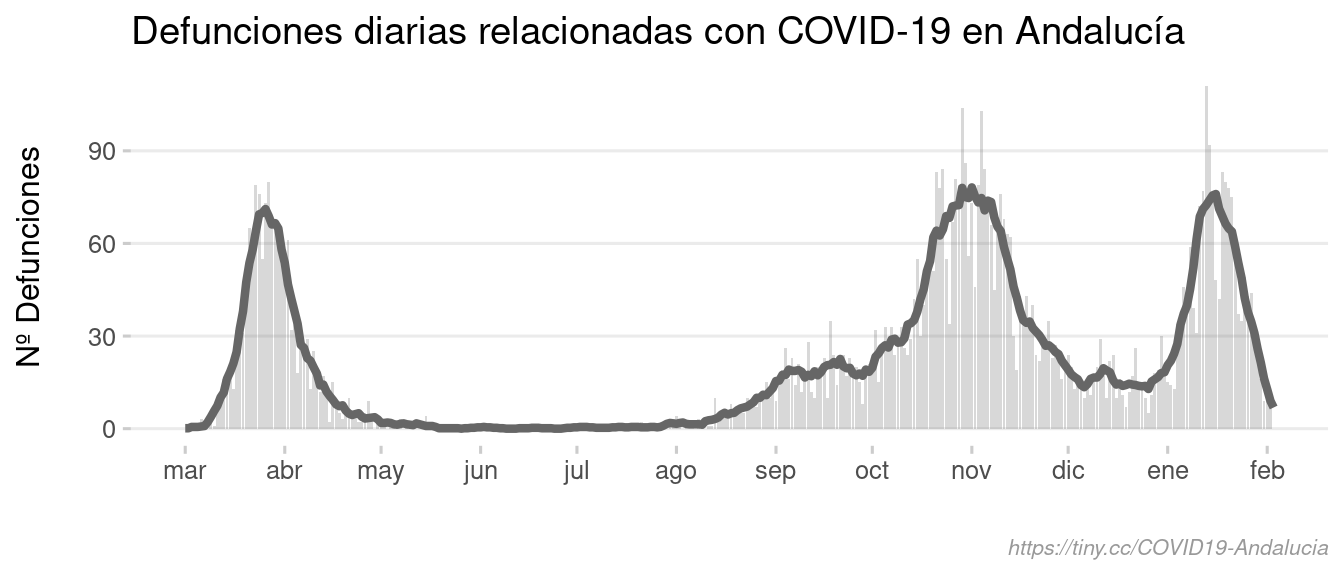 Defunciones diarias relacionadas con COVID-19 en Andalucía
Nº Defunciones
90
60
30
0
mar abr may jun jul ago sep oct nov dic ene feb
https://tiny.cc/COVID19-Andalucia